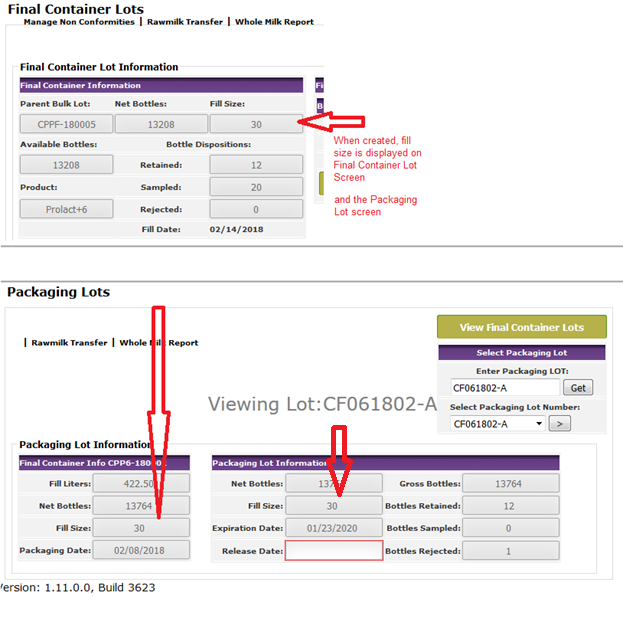 Final Container Lots
Manage Non Conformities | Rawmilk Transfer | Whole Milk Report
Final Container Lot Information
Final Container Information
Parent Bulk Lot: Net Bottles: Fill Size:
CPPF-180005 13208 30
Available Bottles: Bottle Dispositions:
13208 Retained: 12
Product: Sampled: 20
Prolact+6 Rejected: 0
Fill Date: 02/14/2018
When created, fill
size is displayed on
Final Container Lot
Screen
and the Packaging
Lot screen
Packaging Lots
| Rawmilk Transfer | Whole Milk Report
View Final Container Lots
Select Packaging Lot
Enter Packaging LOT:
CF061802-A Get
Select Packaging Lot Number:
CF061802-A >
Viewing Lot:CF061802-A
Packaging Lot Information
Final Container Info CPP6-1800
Packaging Lot Information
Fill Liters: 422.50
Net Bottles: 13764
Fill Size: 30
Packaging Date: 02/08/2018
Net Bottles: 137 Gross Bottles: 13764
Fill Size: 30 Bottles Retained: 12
Expiration Date: 01/23/2020 Bottles Sampled: 0
Release Date: Bottles Rejected: 1
Version: 1.11.0.0, Build 3623